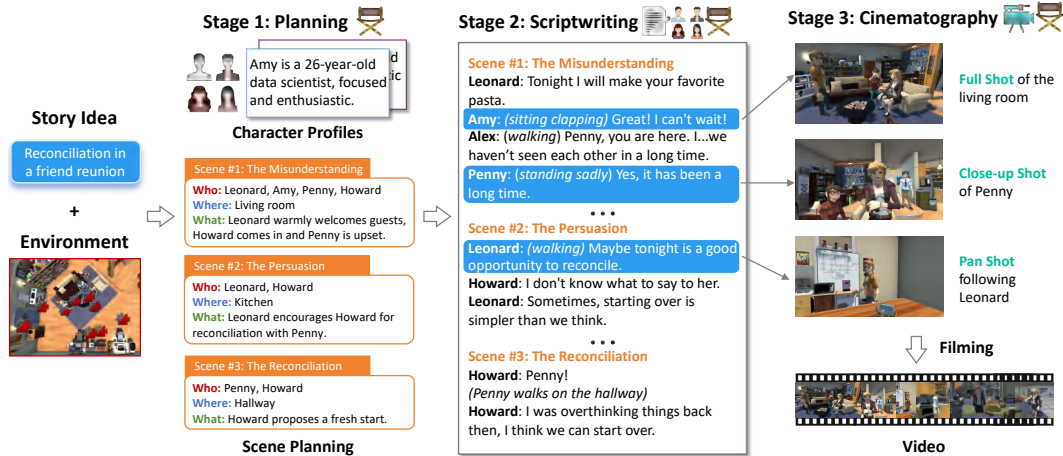 Stage 1: Planning
Stage 2: Scriptwriting
Stage 3: Cinematography
Story Idea
Reconciliation in
a friend reunion
+
Environment
Amy is a 26-year-old
data scientist, focused
and enthusiastic.
d
tic
Character Profiles
Scene #1: The Misunderstanding
Who: Leonard, Amy, Penny, Howard
Where: Living room
What: Leonard warmly welcomes guests,
Howard comes in and Penny is upset.
Scene #2: The Persuasion
Who: Leonard, Howard
Where: Kitchen
What: Leonard encourages Howard for
reconciliation with Penny.
Scene #3: The Reconciliation
Who: Penny, Howard
Where: Hallway
What: Howard proposes a fresh start.
Scene Planning
Scene #1: The Misunderstanding
Leonard: Tonight I will make your favorite
pasta.
Amy: (sitting clapping) Great! I can't wait!
Alex: (walking) Penny, you are here. I...we
haven't seen each other in a long time.
Penny: (standing sadly) Yes, it has been a
long time.
...
Scene #2: The Persuasion
Leonard: (walking) Maybe tonight is a good
opportunity to reconcile.
Howard: I don't know what to say to her.
Leonard: Sometimes, starting over is
simpler than we think.
...
Scene #3: The Reconciliation
Howard: Penny!
(Penny walks on the hallway)
Howard: I was overthinking things back
then, I think we can start over.
Full Shot of the
living room
Close-up Shot
of Penny
Pan Shot
following
Leonard
Filming
Video